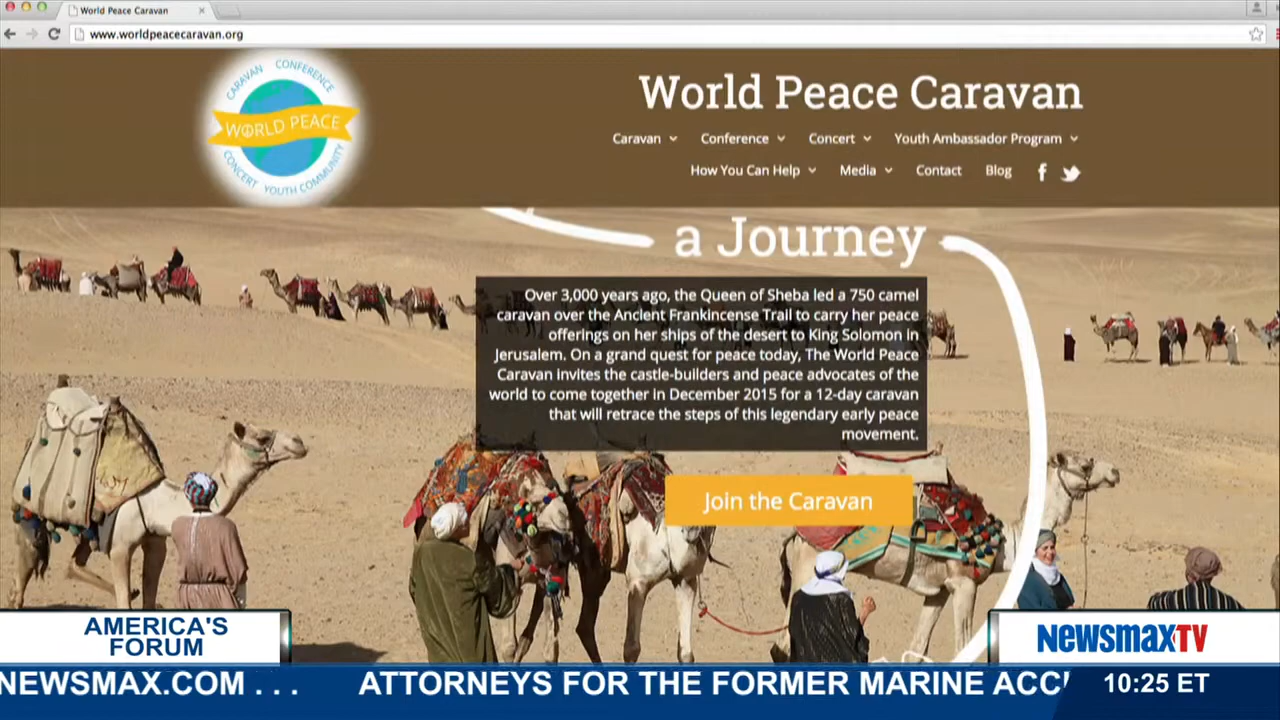 World Peace Caravan
www.worldpeacecaravan.org
CARAVAN CONFERENCE
WORLD PEACE
CONCERT YOUTH COMMUNITY
World Peace Caravan
Caravan Conference Concert Youth Ambassador Program
How You Can Help Media Contact Blog f
a Journey
Over 3,000 years ago, the Queen of Sheba led a 750 camel
caravan over the Ancient Frankincense Trail to carry her peace
offerings on her ships of the desert to King Solomon in
Jerusalem. On a grand quest for peace today, The World Peace
Caravan invites the castle-builders and peace advocates of the
world to come together in December 2015 for a 12-day caravan
that will retrace the steps of this legendary early peace
movement.
Join the Caravan
AMERICA'S
FORUM
NEWSMAXTV
NEWSMAX.COM . . . ATTORNEYS FOR THE FORMER MARINE
10:25 ET